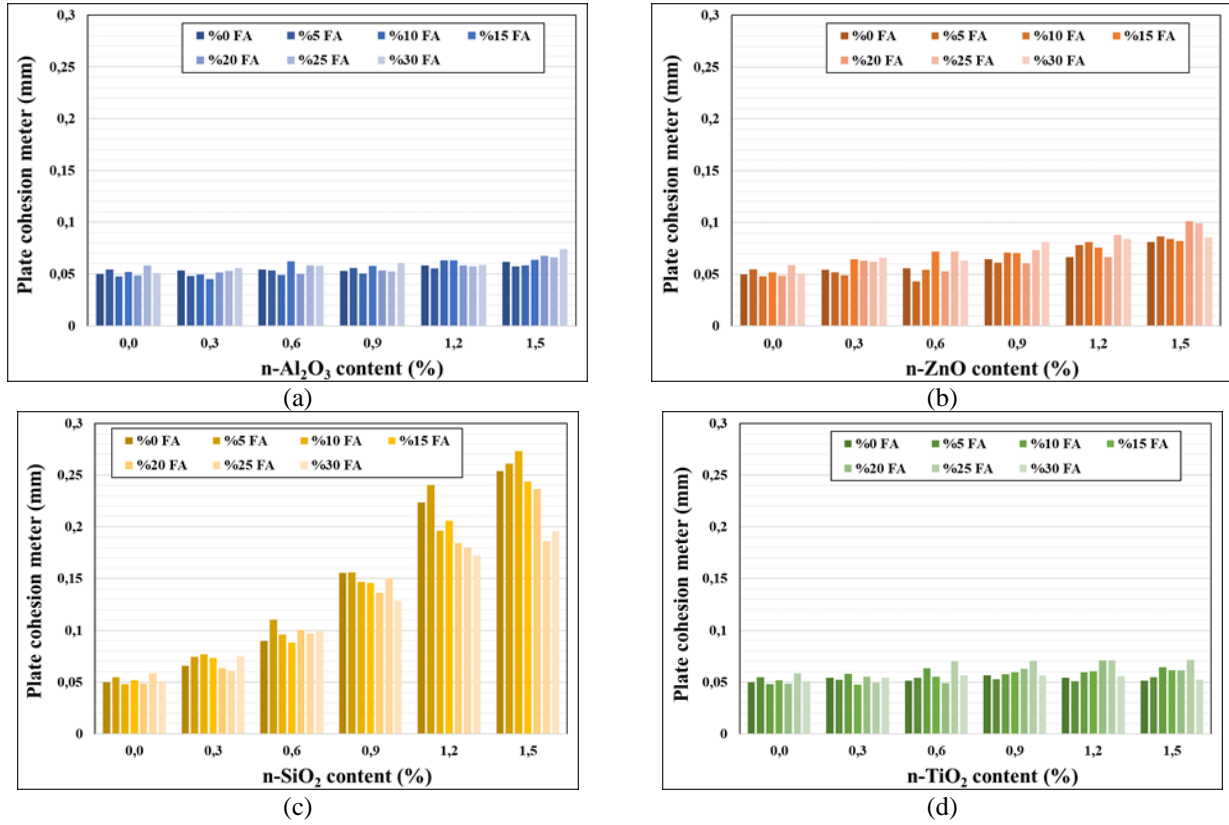 Plate cohesion meter (mm)
0,3
0,25
0,2
0,15
0,1
0,05
0
%0 FA %5 FA %10 FA %15 FA
%20 FA %25 FA %30 FA
0,0 0,3 0,6 0,9 1,2 1,5
n-Al₂O₃ content (%)
(a)
Plate cohesion meter (mm)
0,3
0,25
0,2
0,15
0,1
0,05
0
%0 FA %5 FA %10 FA %15 FA
%20 FA %25 FA %30 FA
0,0 0,3 0,6 0,9 1,2 1,5
n-ZnO content (%)
(b)
Plate cohesion meter (mm)
0,3
0,25
0,2
0,15
0,1
0,05
0
%0 FA %5 FA %10 FA %15 FA
%20 FA %25 FA %30 FA
0,0 0,3 0,6 0,9 1,2 1,5
n-SiO₂ content (%)
(c)
Plate cohesion meter (mm)
0,3
0,25
0,2
0,15
0,1
0,05
0
%0 FA %5 FA %10 FA %15 FA
%20 FA %25 FA %30 FA
0,0 0,3 0,6 0,9 1,2 1,5
n-TiO₂ content (%)
(d)